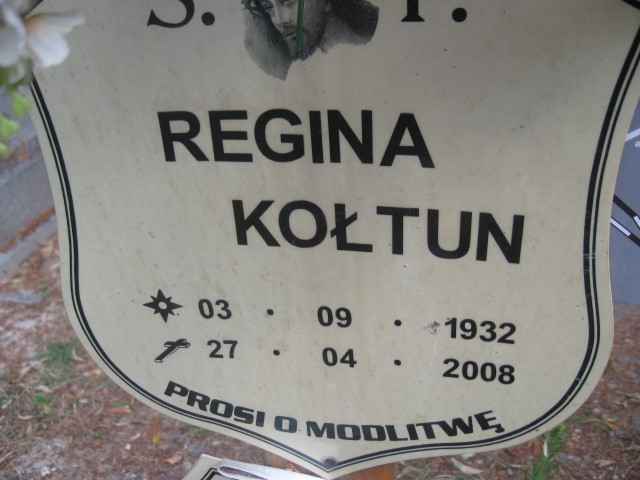 Ś. P.
REGINA
KOŁTUN
03 • 09 • 1932
27 • 04 • 2008
PROSI O MODLITWĘ